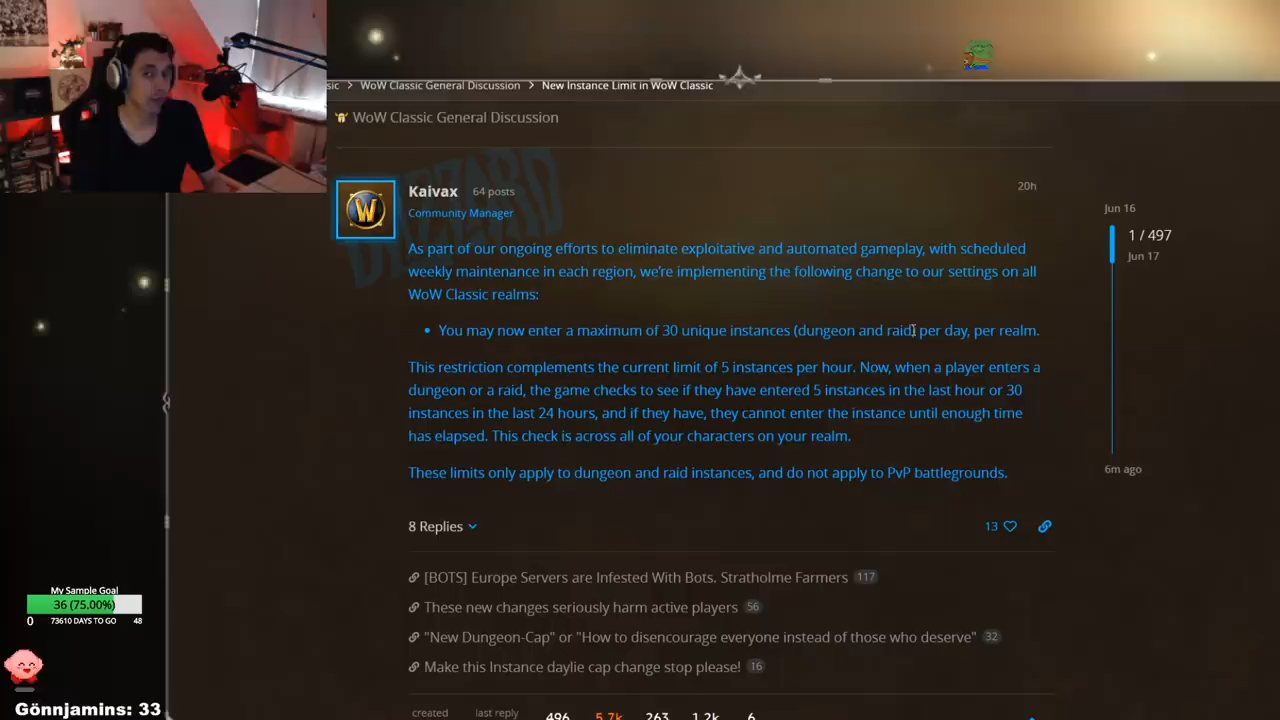 sic > WoW Classic General Discussion > New Instance Limit in WoW Classic
WoW Classic General Discussion
Kaivax 64 posts
20h
Community Manager
Jun 16
1 / 497
Jun 17
As part of our ongoing efforts to eliminate exploitative and automated gameplay, with scheduled
weekly maintenance in each region, we're implementing the following change to our settings on all
WoW Classic realms:
• You may now enter a maximum of 30 unique instances (dungeon and raid) per day, per realm.
This restriction complements the current limit of 5 instances per hour. Now, when a player enters a
dungeon or a raid, the game checks to see if they have entered 5 instances in the last hour or 30
instances in the last 24 hours, and if they have, they cannot enter the instance until enough time
has elapsed. This check is across all of your characters on your realm.
These limits only apply to dungeon and raid instances, and do not apply to PvP battlegrounds.
6m ago
8 Replies
13
[BOTS] Europe Servers are Infested With Bots. Stratholme Farmers 117
These new changes seriously harm active players 56
"New Dungeon-Cap" or "How to disencourage everyone instead of those who deserve" 32
Make this Instance daylie cap change stop please! 16
created last reply 496 5.7k 263 1.2k 6
My Sample Goal
36 (75.00%)
0 73610 DAYS TO GO 48
Gönnjamins: 33